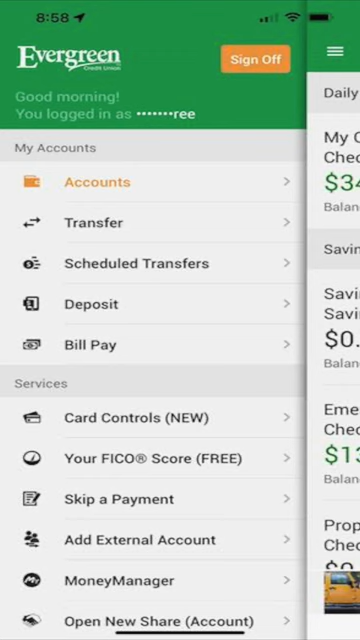 8:58
Evergreen
Credit Union
Sign Off
Good morning!
You logged in as •••••••ree
My Accounts
Accounts
Transfer
Scheduled Transfers
Deposit
Bill Pay
Services
Card Controls (NEW)
Your FICO® Score (FREE)
Skip a Payment
Add External Account
MoneyManager
Open New Share (Account)
Daily
My
Chec
$34
Balan
Savin
Savi
Savi
$0.
Balan
Eme
Chec
$13
Balan
Prop
Chec